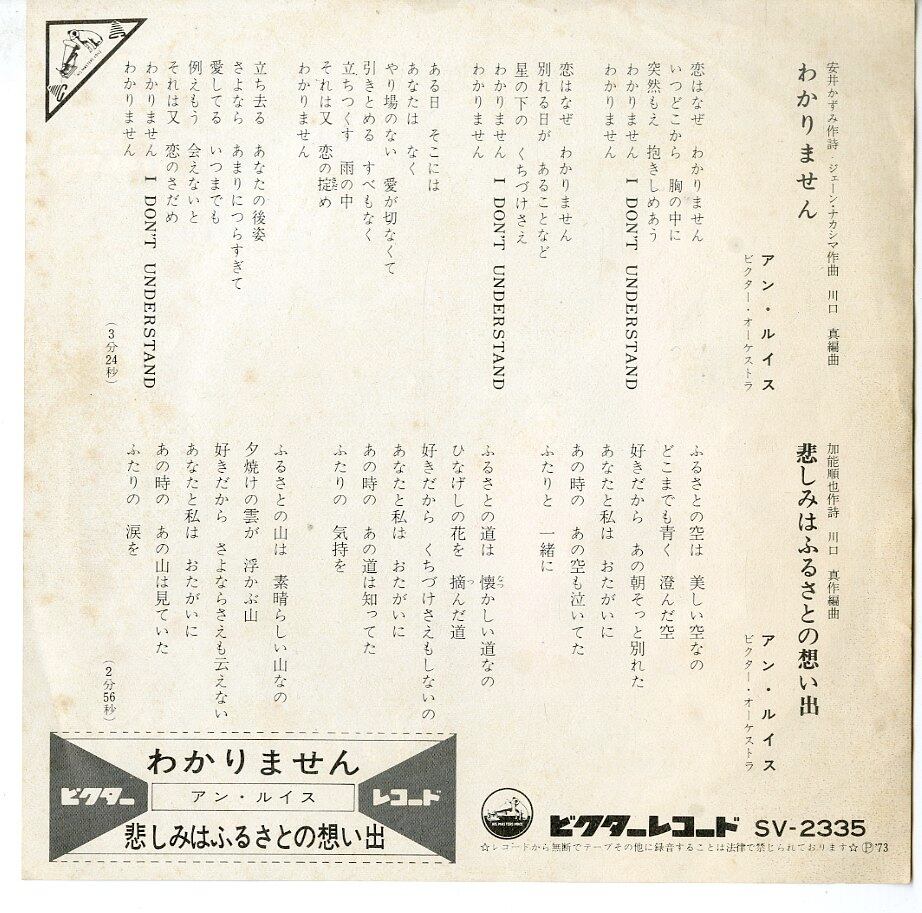 安井かずみ作詩 ジェーン・ナカシマ作曲 川口 真編曲
わかりません
アン・ルイス
ビクター・オーケストラ
恋はなぜ わかりません
いつどこから 胸の中に
突然もえ 抱きしめあう
わかりません I DON'T UNDERSTAND
わかりません
恋はなぜ わかりません
別れる日が あることなど
星の下の くちづけさえ
わかりません I DON'T UNDERSTAND
わかりません
ある日 そこには
あなたは なく
やり場のない 愛が切なくて
引きとめる すべもなく
立ちつくす 雨の中
それは又 恋の掟め
わかりません
立ち去る あなたの後姿
さよなら あまりにつらすぎて
愛してる いつまでも
例えもう 会えないと
それは又 恋のさだめ
わかりません I DON'T UNDERSTAND
わかりません
(3分24秒)
加能順也作詩 川口 真作編曲
悲しみはふるさとの想い出
アン・ルイス
ビクター・オーケストラ
ふるさとの空は 美しい空なの
どこまでも青く 澄んだ空
好きだから あの朝そっと別れた
あなたと私は おたがいに
あの時の あの空も泣いてた
ふたりと 一緒に
ふるさとの道は 懐かしい道なの
ひなげしの花を 摘んだ道
好きだから くちづけさえもしないの
あなたと私は おたがいに
あの時の あの道は知ってた
ふたりの 気持を
ふるさとの山は 素晴らしい山なの
夕焼けの雲が 浮かぶ山
好きだから さよならさえも云えない
あなたと私は おたがいに
あの時の あの山は見ていた
ふたりの 涙を
(2分56秒)
わかりません
ビクター アン・ルイス レコード
悲しみはふるさとの想い出
HIS MASTERS VOICE
ビクターレコード SV-2335
☆レコードから無断でテープその他に録音することは法律で禁じられております☆Ⓟ'73